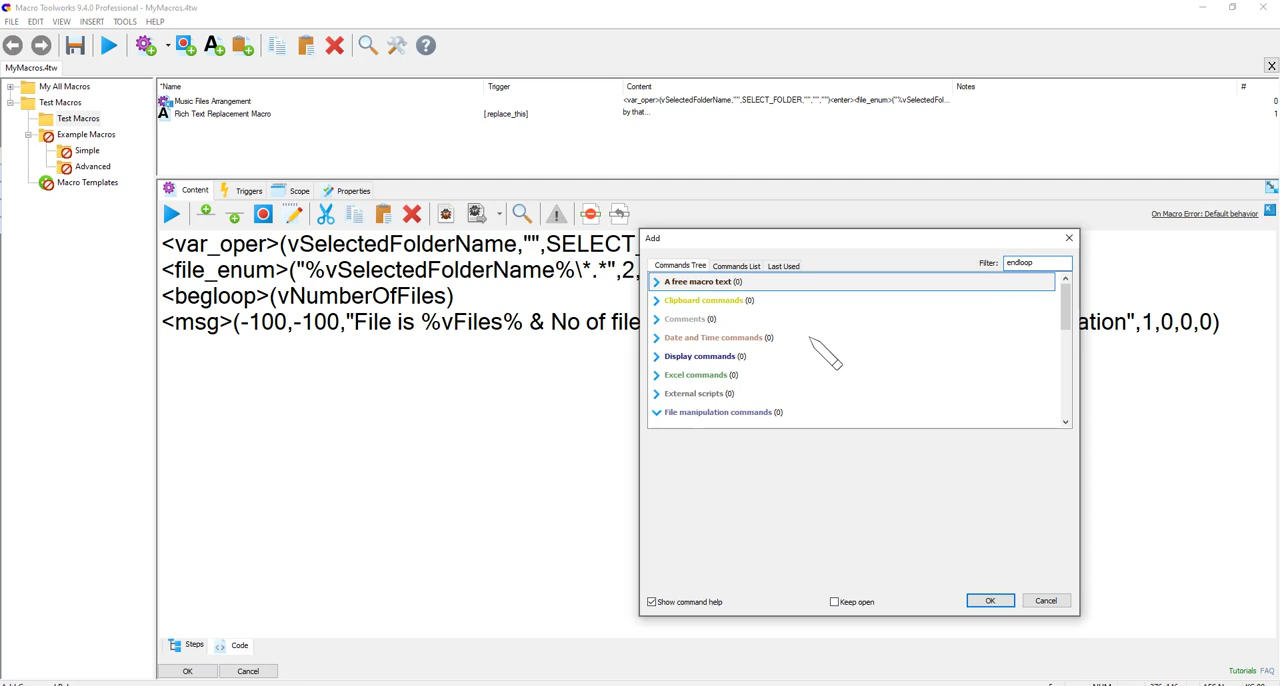 Macro Toolworks 9.4.0 Professional - MyMacros.4tw
FILE EDIT VIEW INSERT TOOLS HELP
MyMacros.4tw X
My All Macros
Test Macros
Test Macros
Example Macros
Simple
Advanced
Macro Templates
*Name Trigger Content Notes #
Music Files Arrangement <var_oper>(vSelectedFolderName,"",SELECT_FOLDER,"","","")<enter><file_enum>("%vSelectedFol... 0
Rich Text Replacement Macro [.replace_this] by that... 1
Content Triggers Scope Properties
On Macro Error: Default behavior
<var_oper>(vSelectedFolderName,"",SELECT_
<file_enum>("%vSelectedFolderName%\*.*",2,
<begloop>(vNumberOfFiles)
<msg>(-100,-100,"File is %vFiles% & No of file
ation",1,0,0,0)
Add
Commands Tree Commands List Last Used Filter: endloop
A free macro text (0)
Clipboard commands (0)
Comments (0)
Date and Time commands (0)
Display commands (0)
Excel commands (0)
External scripts (0)
File manipulation commands (0)
Show command help Keep open OK Cancel
Steps Code
OK Cancel
Tutorials FAQ